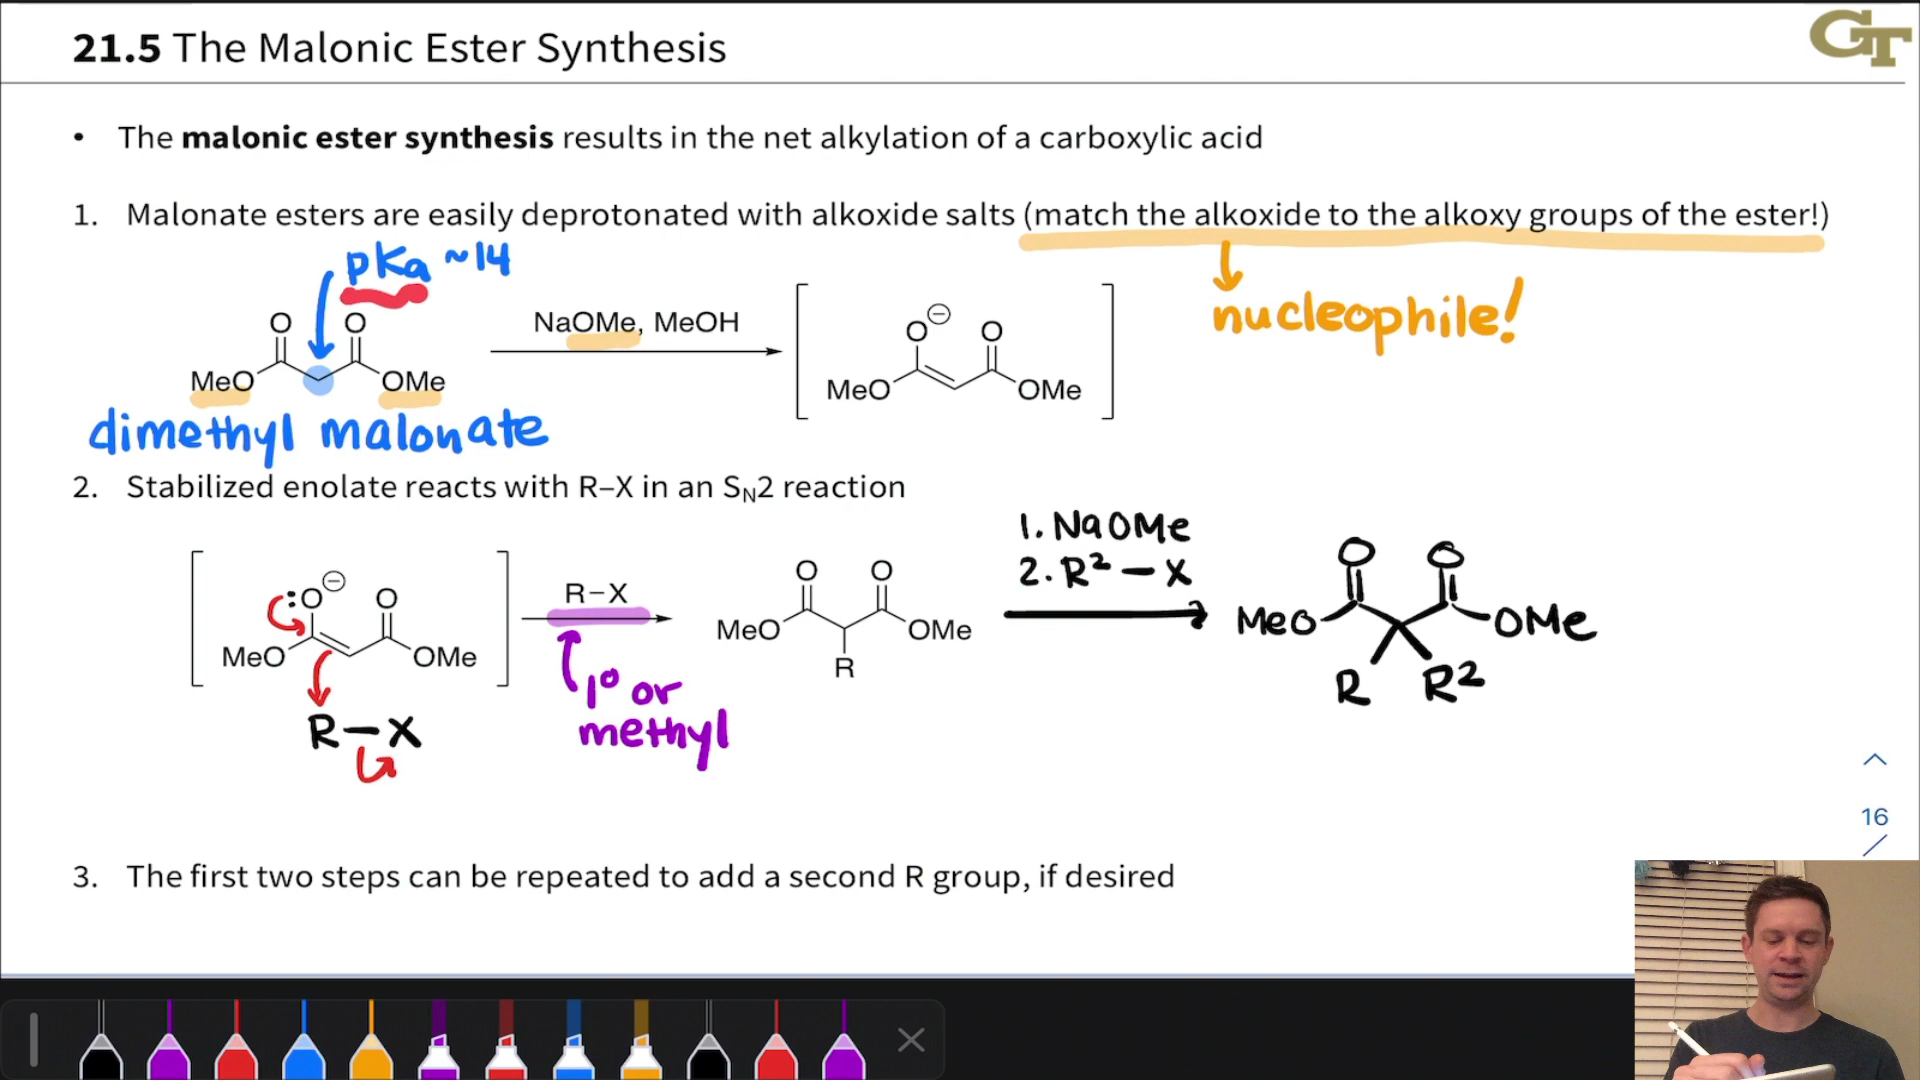 21.5 The Malonic Ester Synthesis
GT
• The malonic ester synthesis results in the net alkylation of a carboxylic acid
1. Malonate esters are easily deprotonated with alkoxide salts (match the alkoxide to the alkoxy groups of the ester!)
pKa ~14
nucleophile!
O O
MeO OMe
NaOMe, MeOH
O⊖ O
MeO OMe
dimethyl malonate
2. Stabilized enolate reacts with R–X in an SN2 reaction
:O⊖ O
MeO OMe
R–X
R–X
1° or
methyl
O O
MeO OMe
R
1. NaOMe
2. R² – X
O O
MeO OMe
R R²
16
3. The first two steps can be repeated to add a second R group, if desired